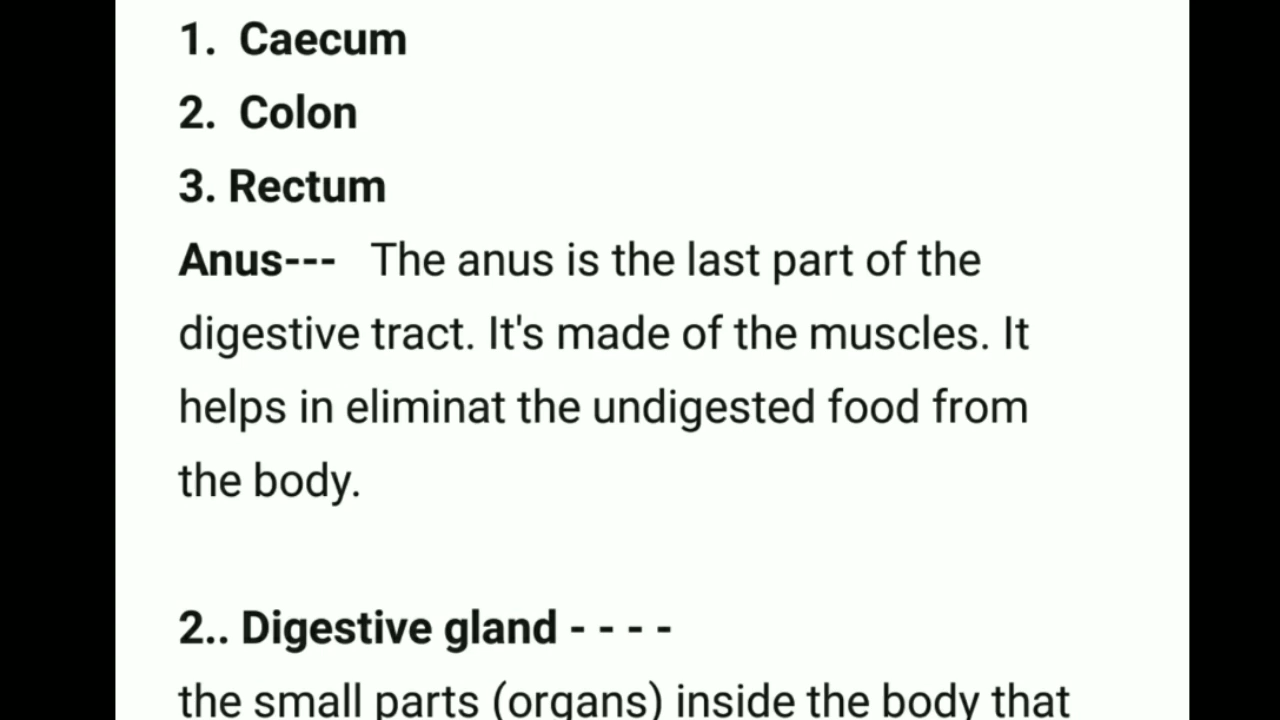 1. Caecum
2. Colon
3. Rectum
Anus--- The anus is the last part of the
digestive tract. It's made of the muscles. It
helps in eliminat the undigested food from
the body.
2.. Digestive gland - - - -
the small parts (organs) inside the body that